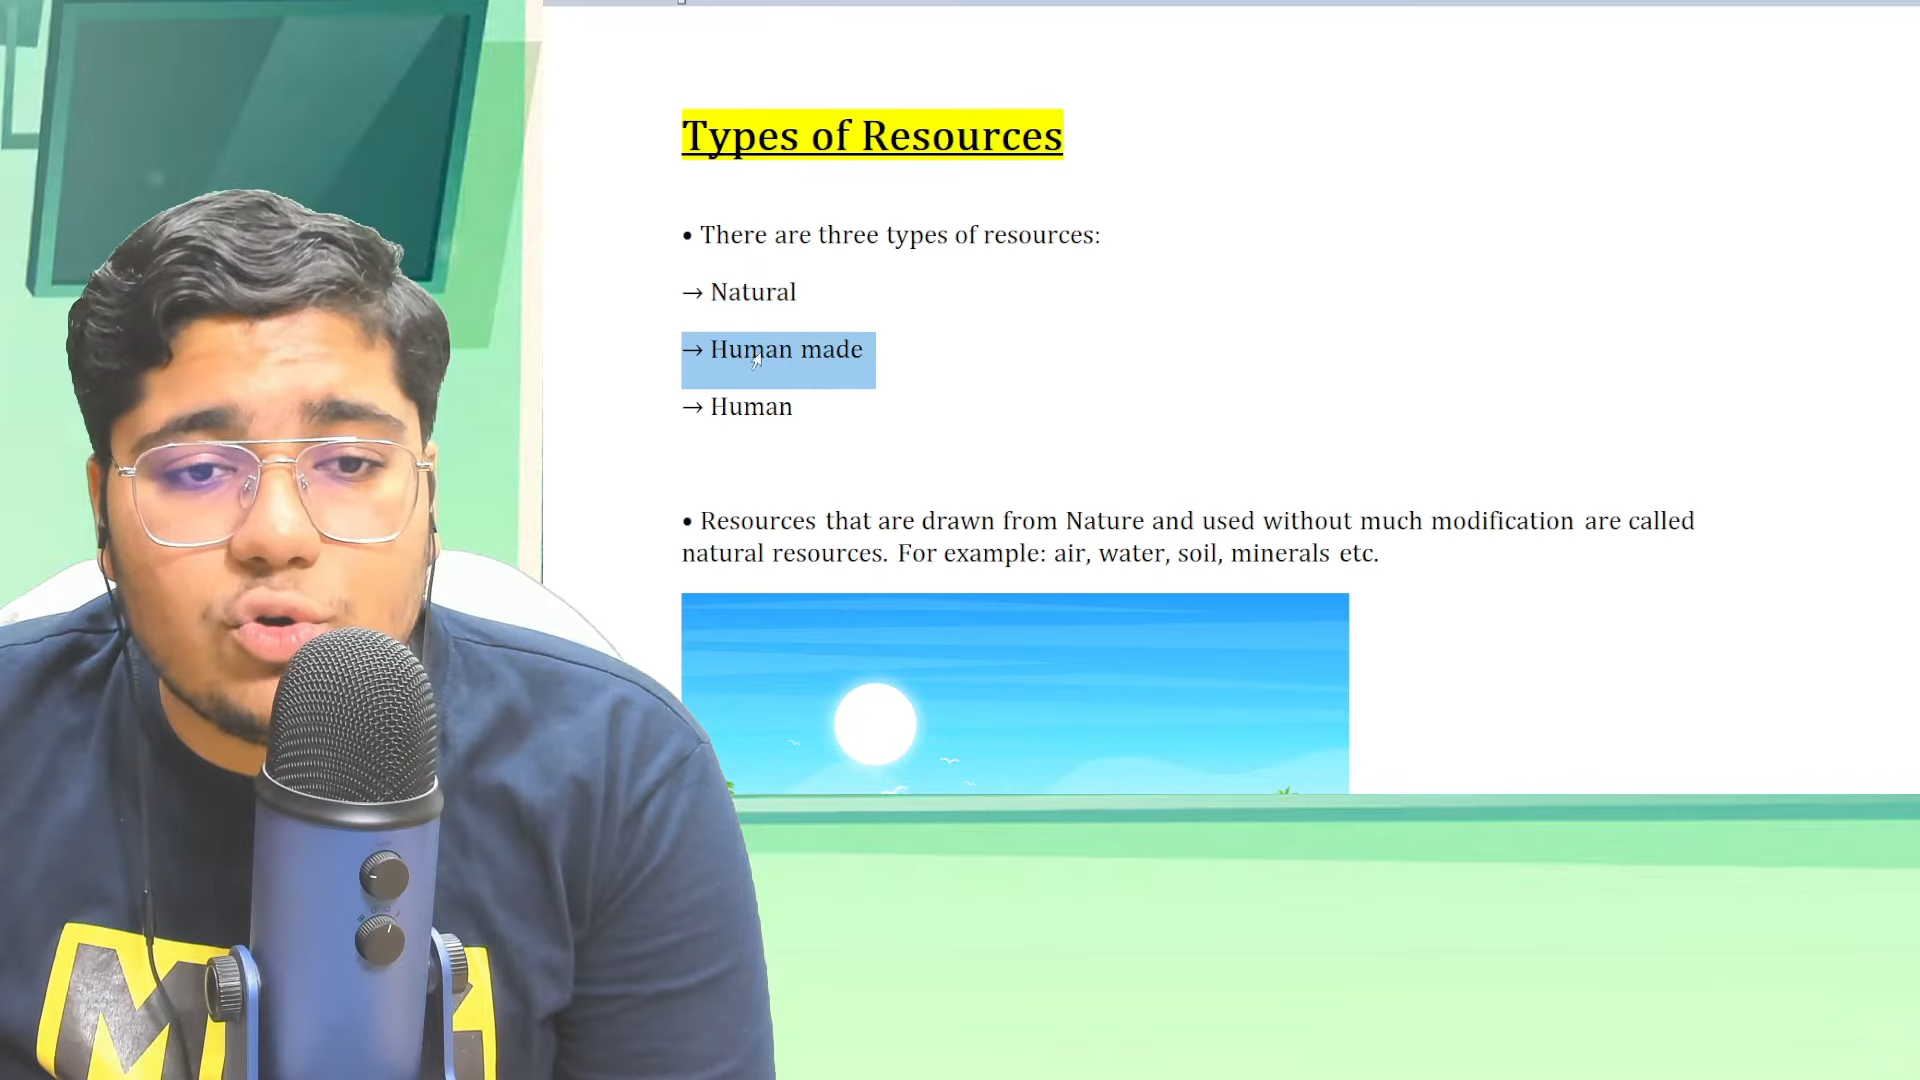 Types of Resources
• There are three types of resources:
→ Natural
→ Human made
→ Human
• Resources that are drawn from Nature and used without much modification are called
natural resources. For example: air, water, soil, minerals etc.